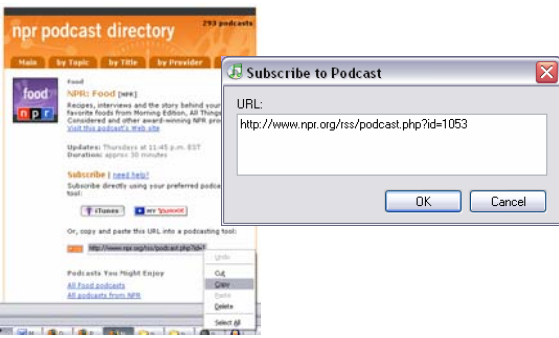 npr podcast directory
293 podcasts
Main
by Topic
by Title
by Provider
food
n p r
Food
NPR: Food [NPR]
Recipes, interviews and the story behind your
favorite foods from Morning Edition, All Things
Considered and other award-winning NPR pro
Visit this podcast's Web site
Updates: Thursdays at 11:45 p.m. EST
Duration: approx 30 minutes
Subscribe | need help?
Subscribe directly using your preferred podca
tool:
iTunes
MY YAHOO!
Or, copy and paste this URL into a podcasting tool:
http://www.npr.org/rss/podcast.php?id=1
Undo
Cut
Copy
Paste
Delete
Select All
Podcasts You Might Enjoy
All Food podcasts
All podcasts from NPR
Subscribe to Podcast
URL:
http://www.npr.org/rss/podcast.php?id=1053
OK
Cancel